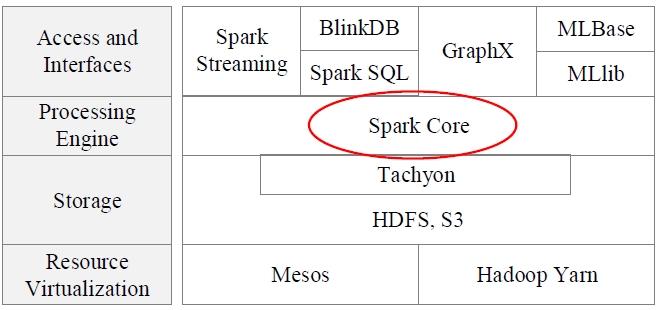 Access and
Interfaces
Spark
Streaming
BlinkDB
Spark SQL
GraphX
MLBase
MLlib
Processing
Engine
Spark Core
Storage
Tachyon
HDFS, S3
Resource
Virtualization
Mesos
Hadoop Yarn